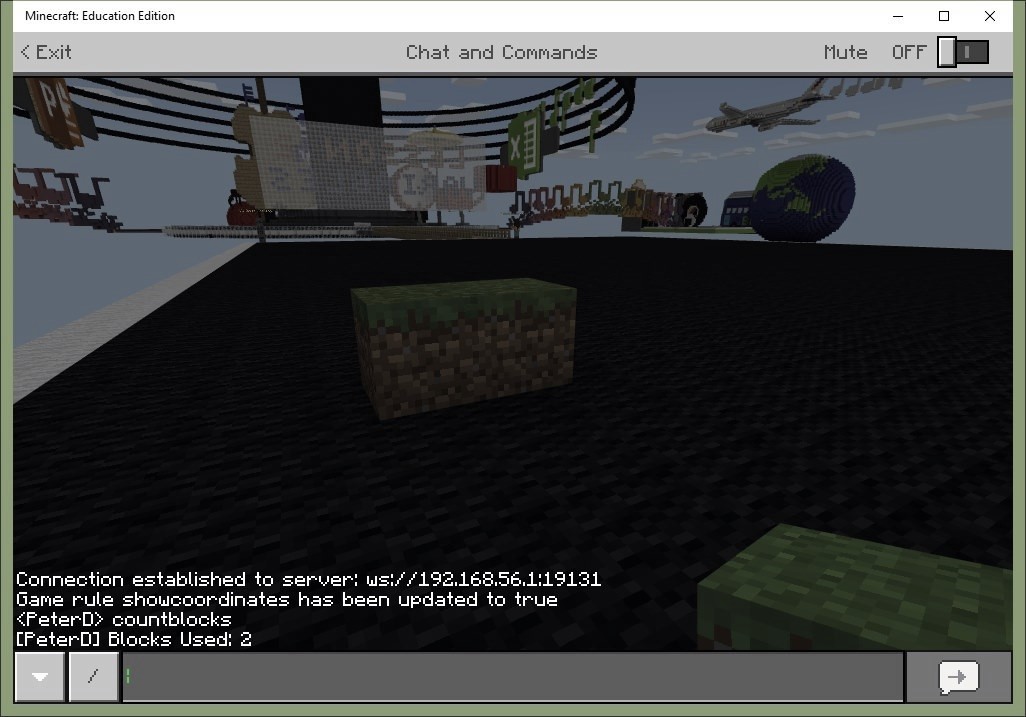 Minecraft: Education Edition
< Exit
Chat and Commands
Mute OFF
Connection established to server: ws://192.168.56.1:19131
Game rule showcoordinates has been updated to true
<PeterD> countblocks
[PeterD] Blocks Used: 2
/